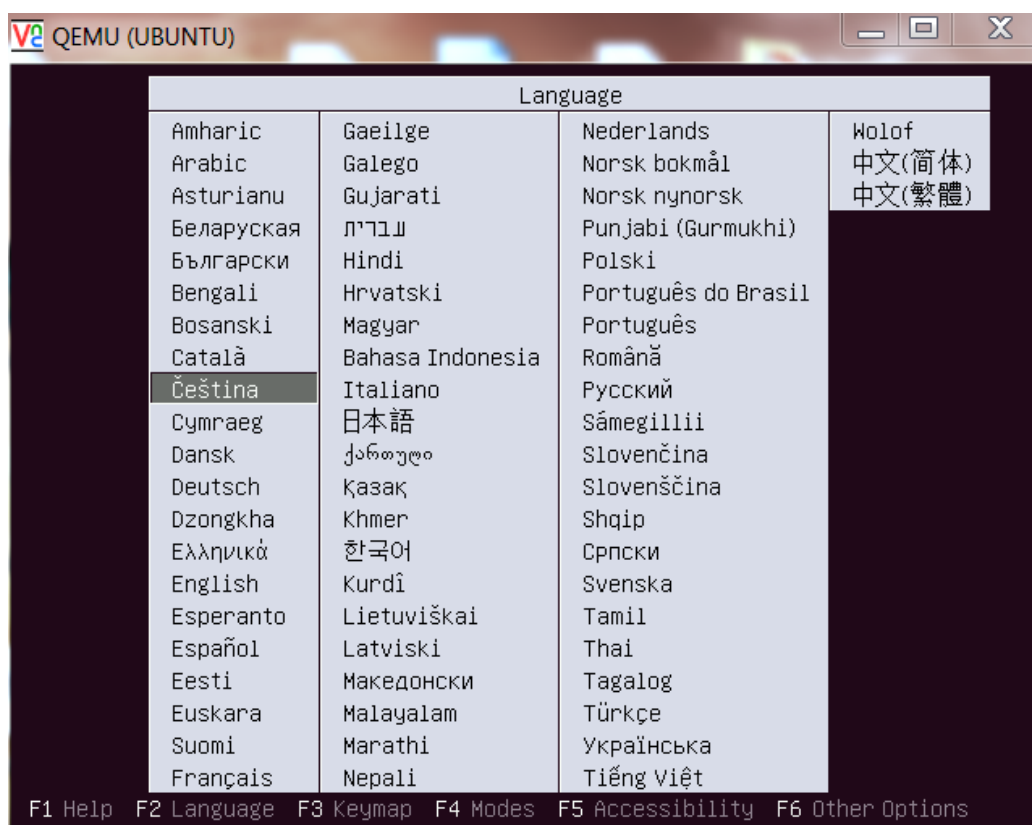 QEMU (UBUNTU)
Language
Amharic
Arabic
Asturianu
Беларуская
Български
Bengali
Bosanski
Català
Čeština
Cymraeg
Dansk
Deutsch
Dzongkha
Ελληνικά
English
Esperanto
Español
Eesti
Euskara
Suomi
Français
Gaeilge
Galego
Gujarati
עברית
Hindi
Hrvatski
Magyar
Bahasa Indonesia
Italiano
日本語
ქართული
Қазақ
Khmer
한국어
Kurdî
Lietuviškai
Latviski
Македонски
Malayalam
Marathi
Nepali
Nederlands
Norsk bokmål
Norsk nynorsk
Punjabi (Gurmukhi)
Polski
Português do Brasil
Português
Română
Русский
Sámegillii
Slovenčina
Slovenščina
Shqip
Српски
Svenska
Tamil
Thai
Tagalog
Türkçe
Українська
Tiếng Việt
Wolof
中文(简体)
中文(繁體)
F1 Help F2 Language F3 Keymap F4 Modes F5 Accessibility F6 Other Options